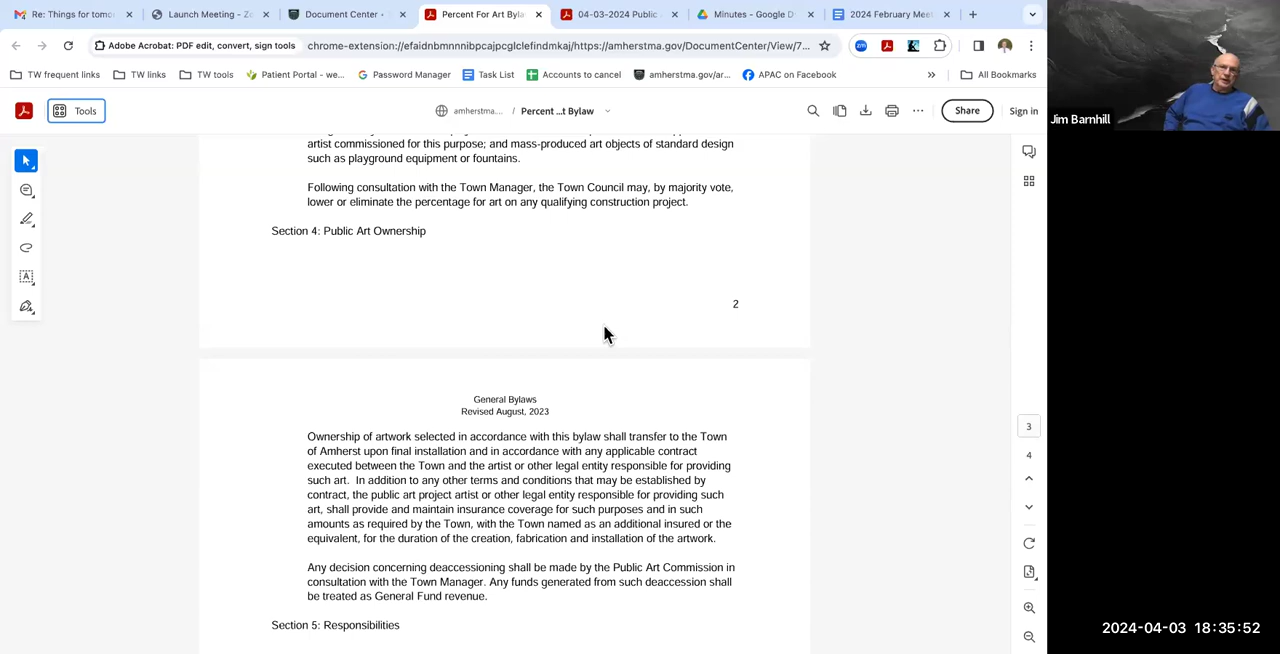 Re: Things for tomo
Launch Meeting - Z
Document Center •
Percent For Art Bylaw
04-03-2024 Public
Minutes - Google D
2024 February Meet
Adobe Acrobat: PDF edit, convert, sign tools
chrome-extension://efaidnbmnnnibpcajpcglclefindmkaj/https://amherstma.gov/DocumentCenter/View/7...
TW frequent links
TW links
TW tools
Patient Portal - we...
Password Manager
Task List
Accounts to cancel
amherstma.gov/ar...
APAC on Facebook
»
All Bookmarks
Tools
amherstma... / Percent ...t Bylaw
Share
Sign in
Jim Barnhill
artist commissioned for this purpose; and mass-produced art objects of standard design
such as playground equipment or fountains.
Following consultation with the Town Manager, the Town Council may, by majority vote,
lower or eliminate the percentage for art on any qualifying construction project.
Section 4: Public Art Ownership
2
General Bylaws
Revised August, 2023
Ownership of artwork selected in accordance with this bylaw shall transfer to the Town
of Amherst upon final installation and in accordance with any applicable contract
executed between the Town and the artist or other legal entity responsible for providing
such art. In addition to any other terms and conditions that may be established by
contract, the public art project artist or other legal entity responsible for providing such
art, shall provide and maintain insurance coverage for such purposes and in such
amounts as required by the Town, with the Town named as an additional insured or the
equivalent, for the duration of the creation, fabrication and installation of the artwork.
Any decision concerning deaccessioning shall be made by the Public Art Commission in
consultation with the Town Manager. Any funds generated from such deaccession shall
be treated as General Fund revenue.
Section 5: Responsibilities
3
4
2024-04-03 18:35:52